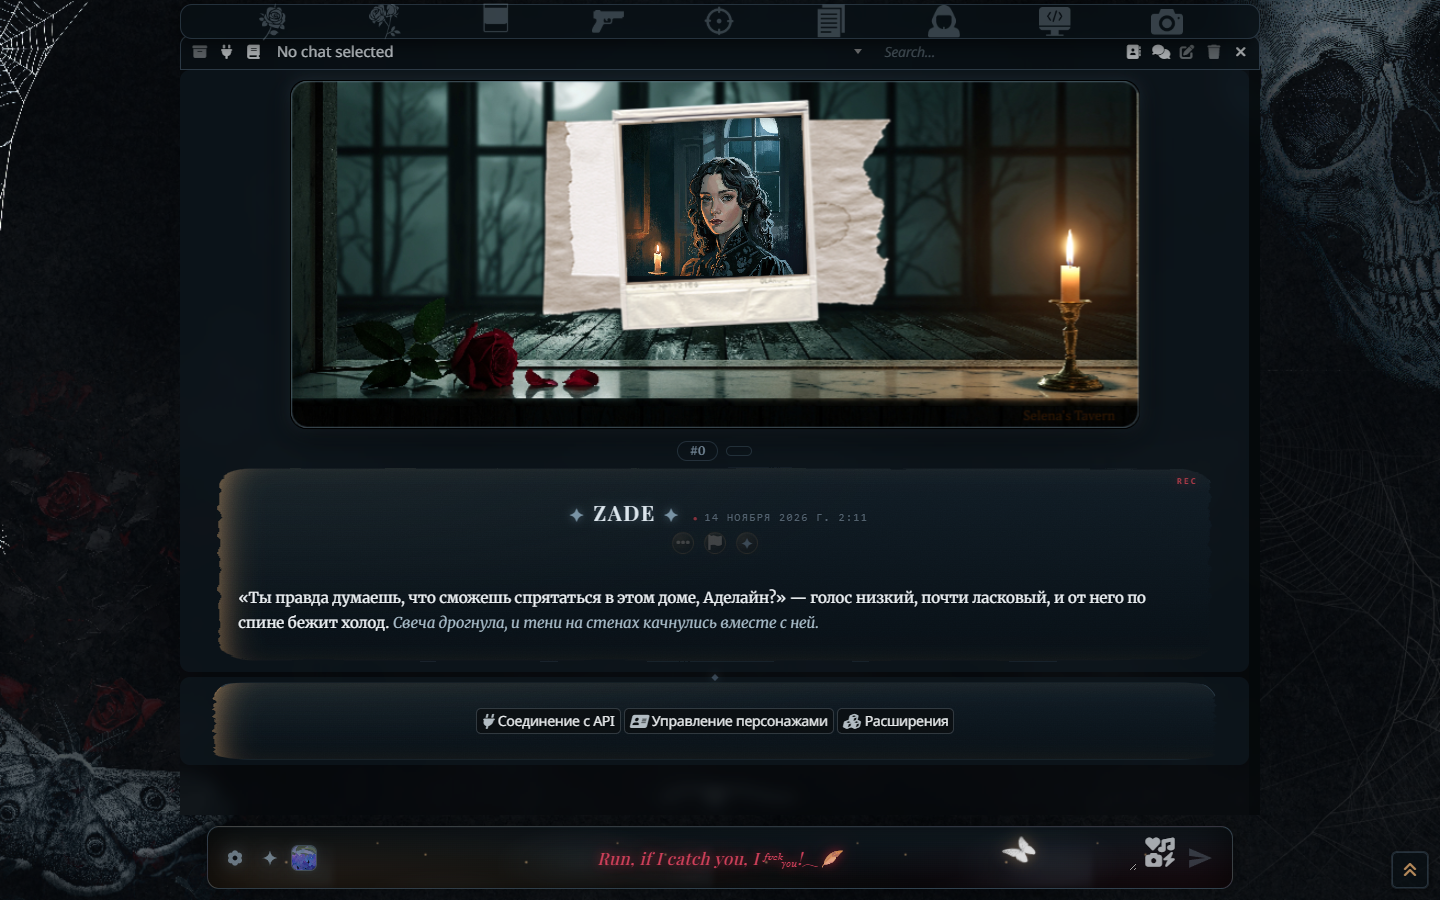 No chat selected
Search...
Selena's Tavern
#0
REC
ZADE
14 НОЯБРЯ 2026 Г. 2:11
«Ты правда думаешь, что сможешь спрятаться в этом доме, Аделайн?» — голос низкий, почти ласковый, и от него по
спине бежит холод. Свеча дрогнула, и тени на стенах качнулись вместе с ней.
Соединение с API
Управление персонажами
Расширения
Run, if I catch you, I fvck you!